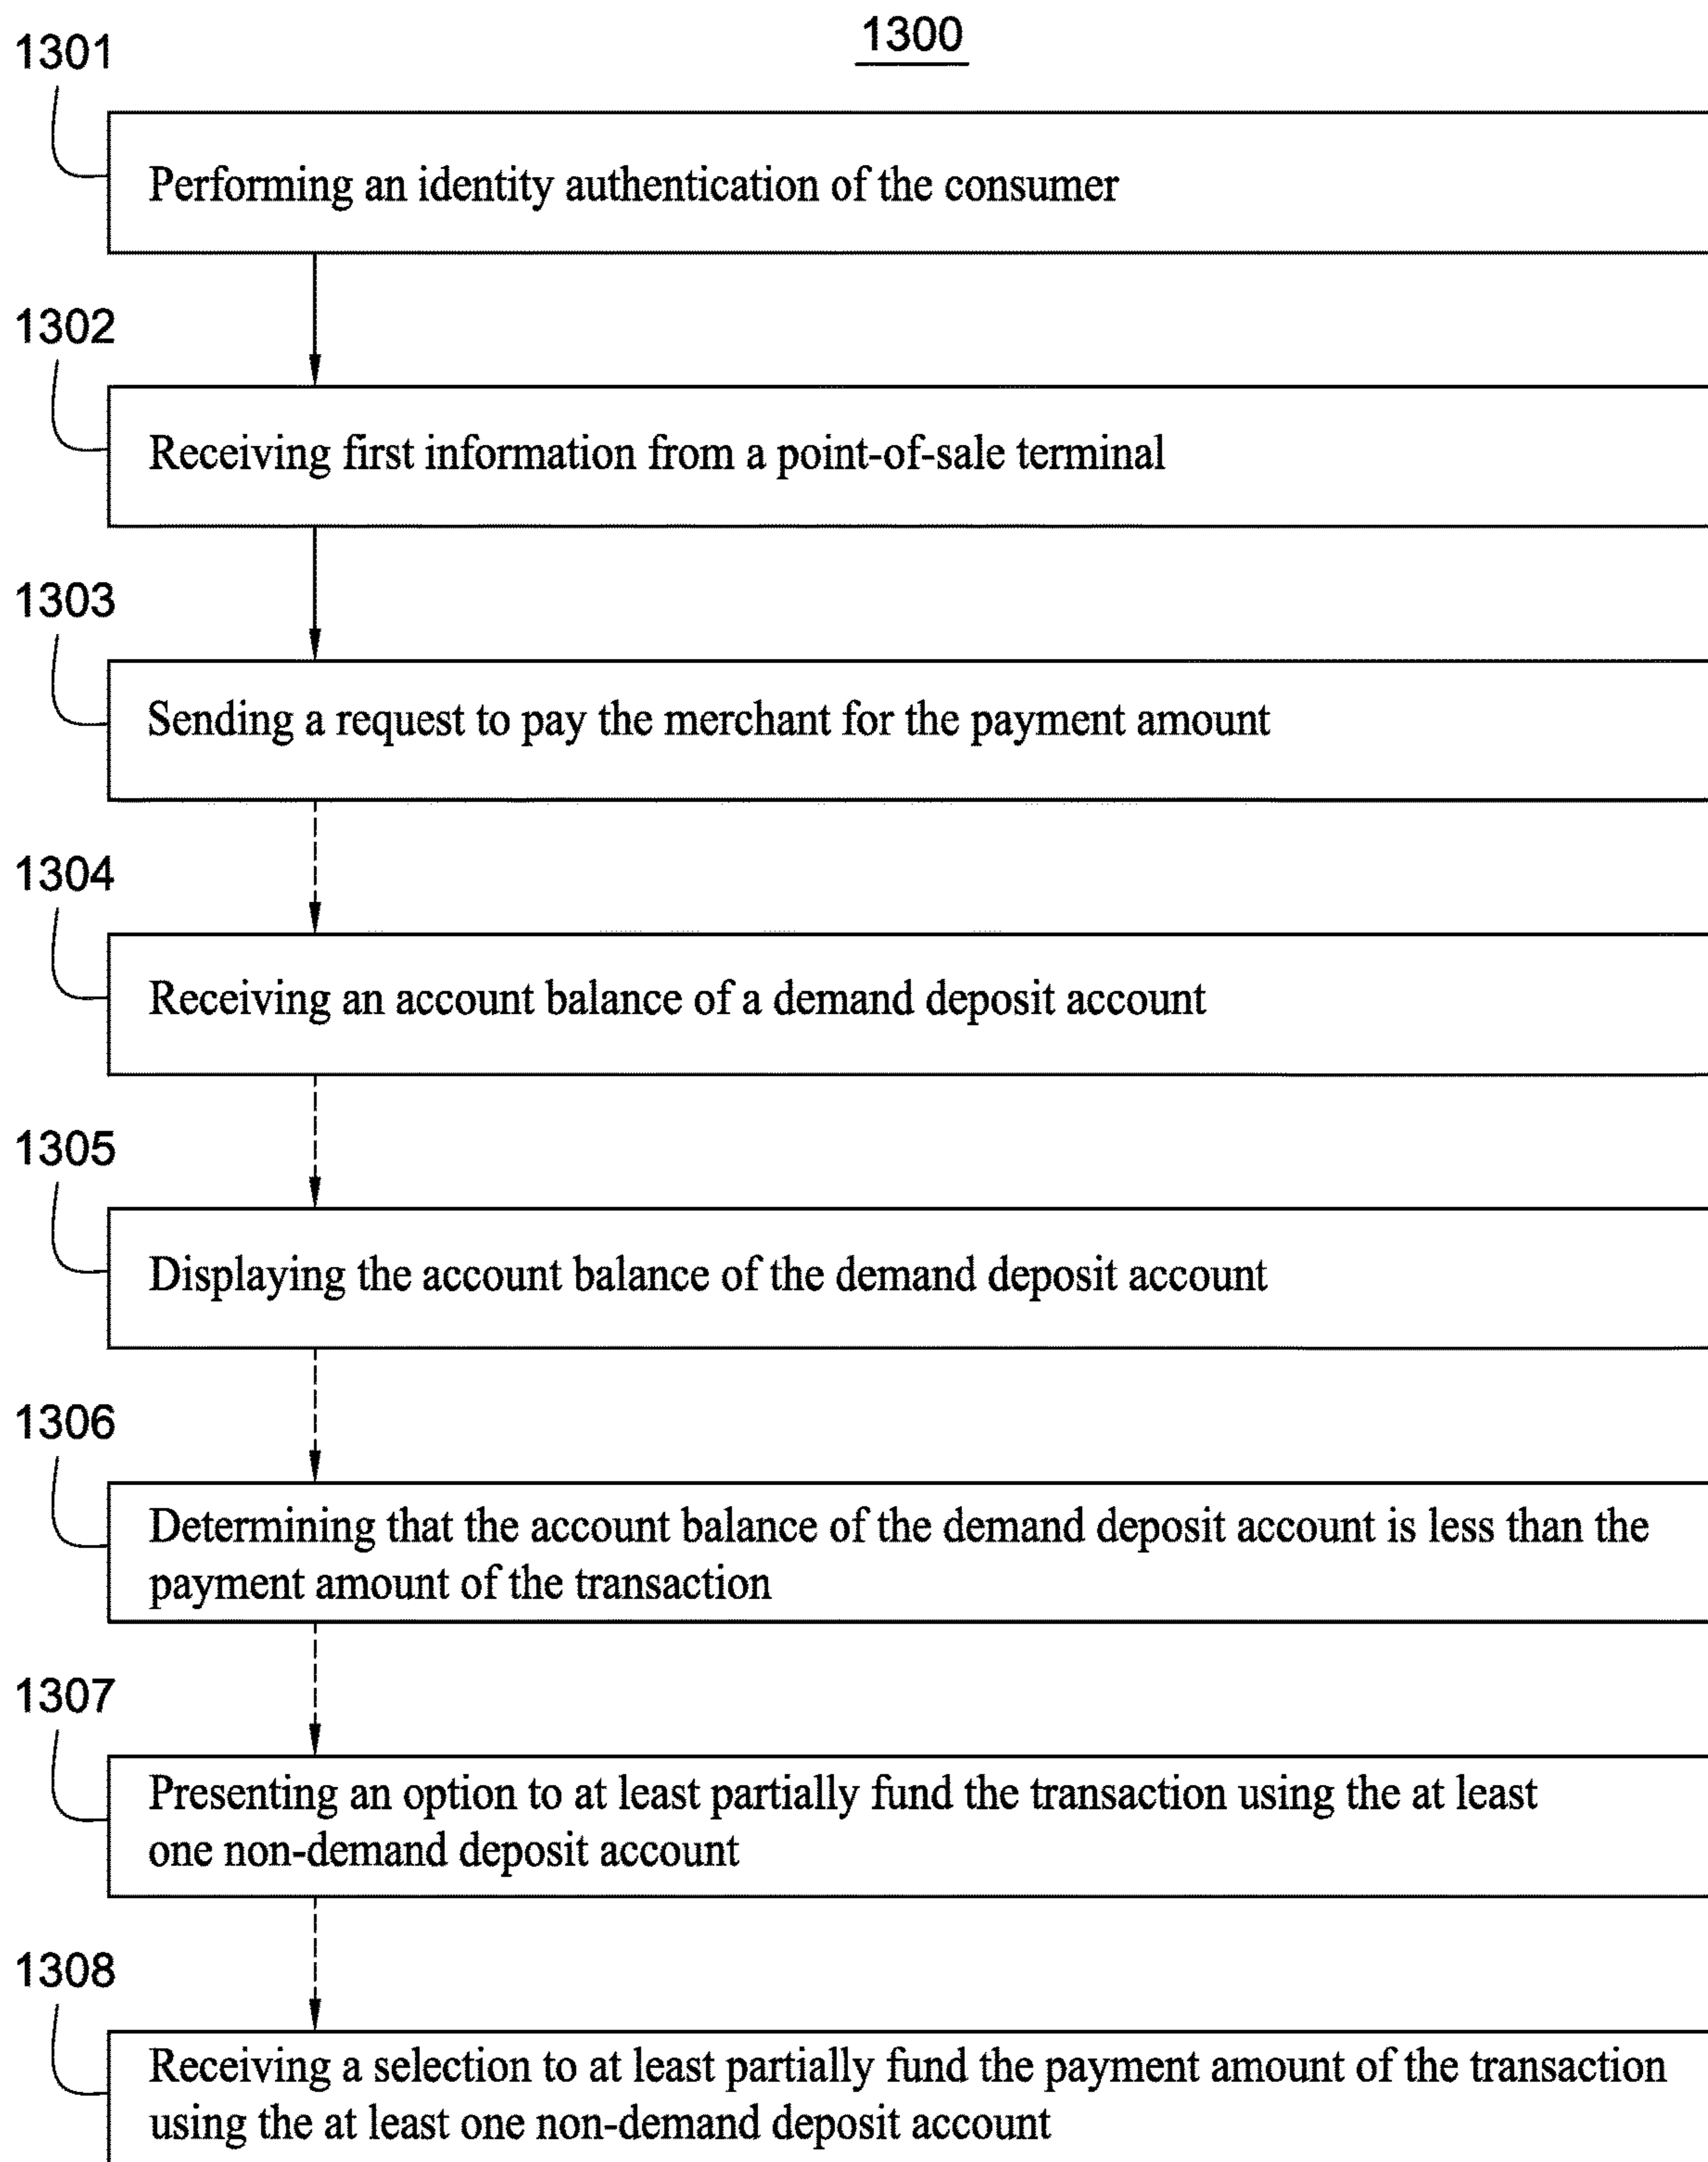 1300
1301
Performing an identity authentication of the consumer
1302
Receiving first information from a point-of-sale terminal
1303
Sending a request to pay the merchant for the payment amount
1304
Receiving an account balance of a demand deposit account
1305
Displaying the account balance of the demand deposit account
1306
Determining that the account balance of the demand deposit account is less than the
payment amount of the transaction
1307
Presenting an option to at least partially fund the transaction using the at least
one non-demand deposit account
1308
Receiving a selection to at least partially fund the payment amount of the transaction
using the at least one non-demand deposit account